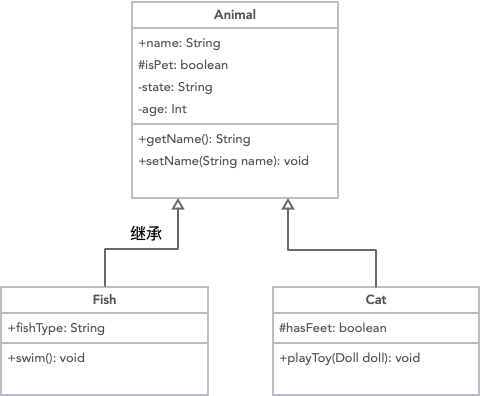 Animal
+name: String
#isPet: boolean
-state: String
-age: Int
+getName(): String
+setName(String name): void
继承
Fish
+fishType: String
+swim(): void
Cat
#hasFeet: boolean
+playToy(Doll doll): void